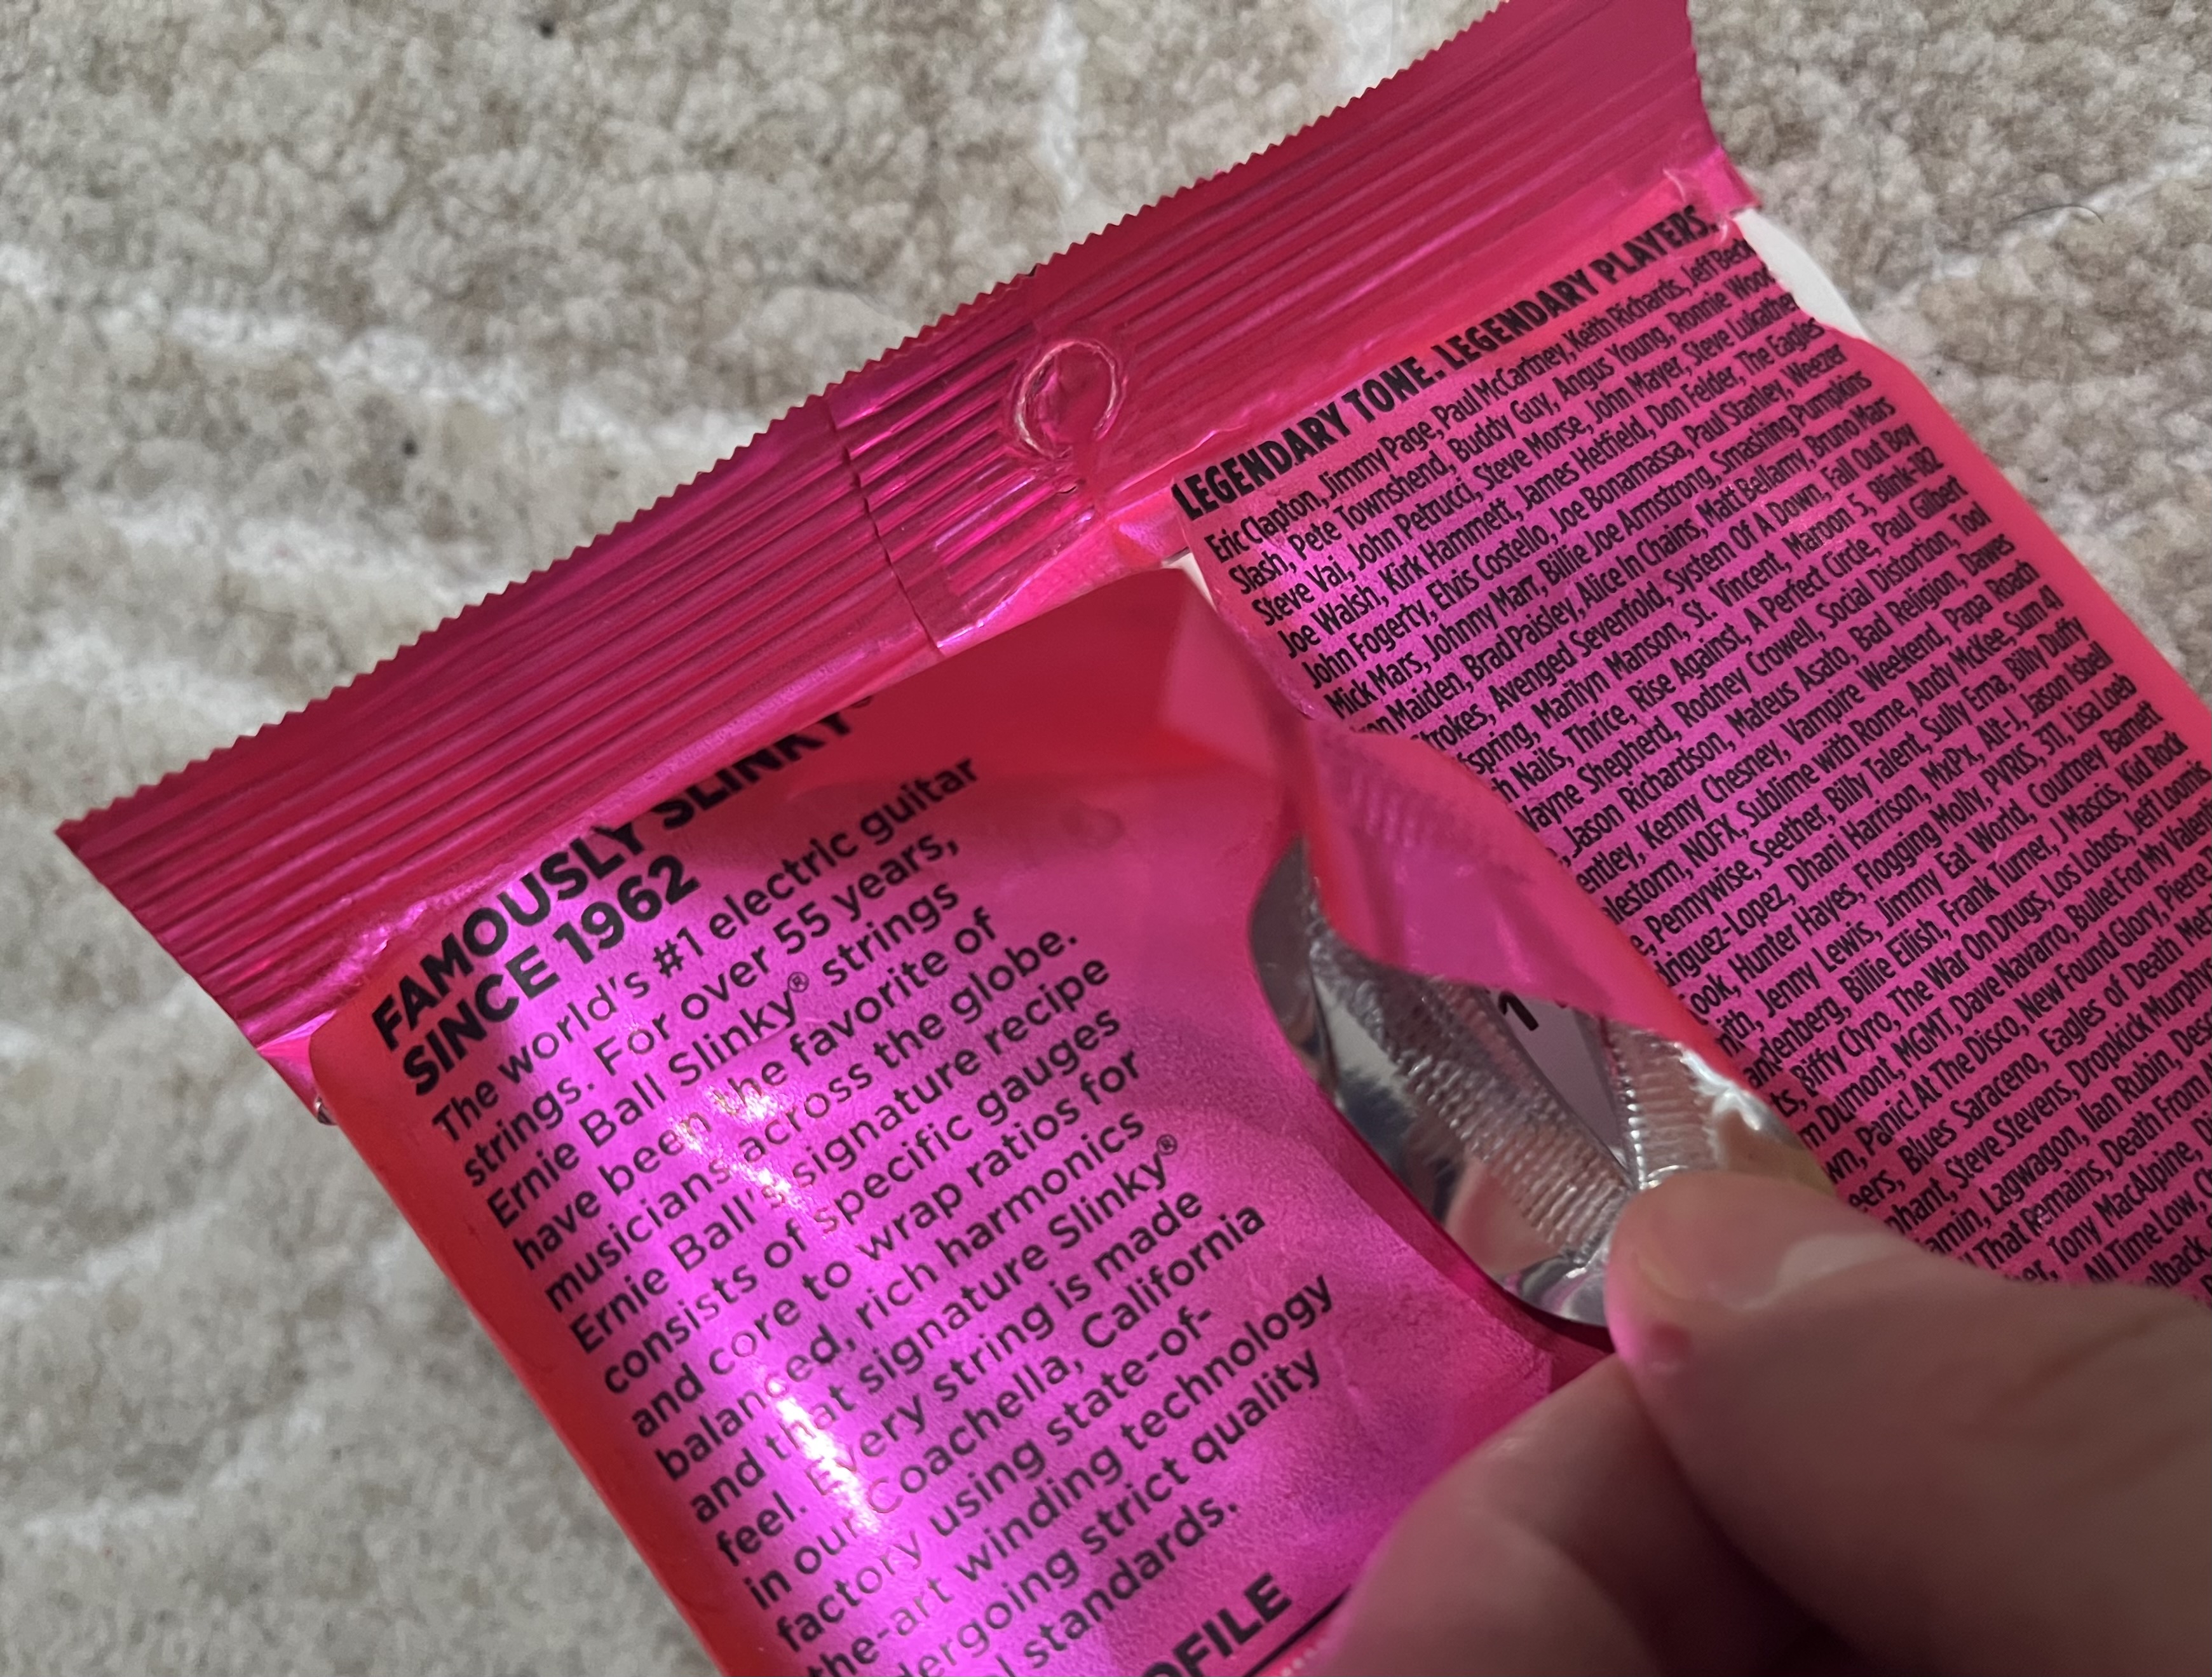 FAMOUSLY SLINKY®
SINCE 1962
The world's #1 electric guitar
strings. For over 55 years,
Ernie Ball Slinky® strings
have been the favorite of
musicians across the globe.
Ernie Ball's signature recipe
consists of specific gauges
and core to wrap ratios for
balanced, rich harmonics
and that signature Slinky®
feel. Every string is made
in our Coachella, California
factory using state-of-
the-art winding technology
strict quality
standards.
LEGENDARY TONE. LEGENDARY PLAYERS.
Eric Clapton, Jimmy Page, Paul McCartney, Keith Richards, Jeff Beck
Slash, Pete Townshend, Buddy Guy, Angus Young, Ronnie Wood
Steve Vai, John Petrucci, Steve Morse, John Mayer, Steve Lukather
Joe Walsh, Kirk Hammett, James Hetfield, Don Felder, The Eagles
John Fogerty, Elvis Costello, Joe Bonamassa, Paul Stanley, Weezer
Mick Mars, Johnny Marr, Billie Joe Armstrong, Smashing Pumpkins
Maiden, Brad Paisley, Alice In Chains, Matt Bellamy, Bruno Mars
Avenged Sevenfold, System Of A Down, Fall Out Boy
Marilyn Manson, St. Vincent, Maroon 5, Blink-182
Nails, Thrice, Rise Against, A Perfect Circle, Paul Gilbert
Shepherd, Rodney Crowell, Social Distortion, Tool
Jason Richardson, Mateus Asato, Bad Religion, Dawes
Kenny Chesney, Vampire Weekend, Papa Roach
NOFX, Sublime with Rome, Andy McKee, Sum 41
Pennywise, Seether, Billy Talent, Sully Erna, Billy Duffy
Dhani Harrison, MxPx, Alt-J, Jason Isbell
Hunter Hayes, Flogging Molly, PVRIS, 311, Lisa Loeb
Jenny Lewis, Jimmy Eat World, Courtney Barnett
Billie Eilish, Frank Turner, J Mascis, Kid Rock
Biffy Clyro, The War On Drugs, Los Lobos, Jeff Loomis
Dumont, MGMT, Dave Navarro, Bullet For My
Panic! At The Disco, New Found Glory,
Blues Saraceno, Eagles of Death
Steve Stevens, Dropkick
Lagwagon, Ilan Rubin,
That Remains, Death From
Tony MacAlpine,
All Time Low,